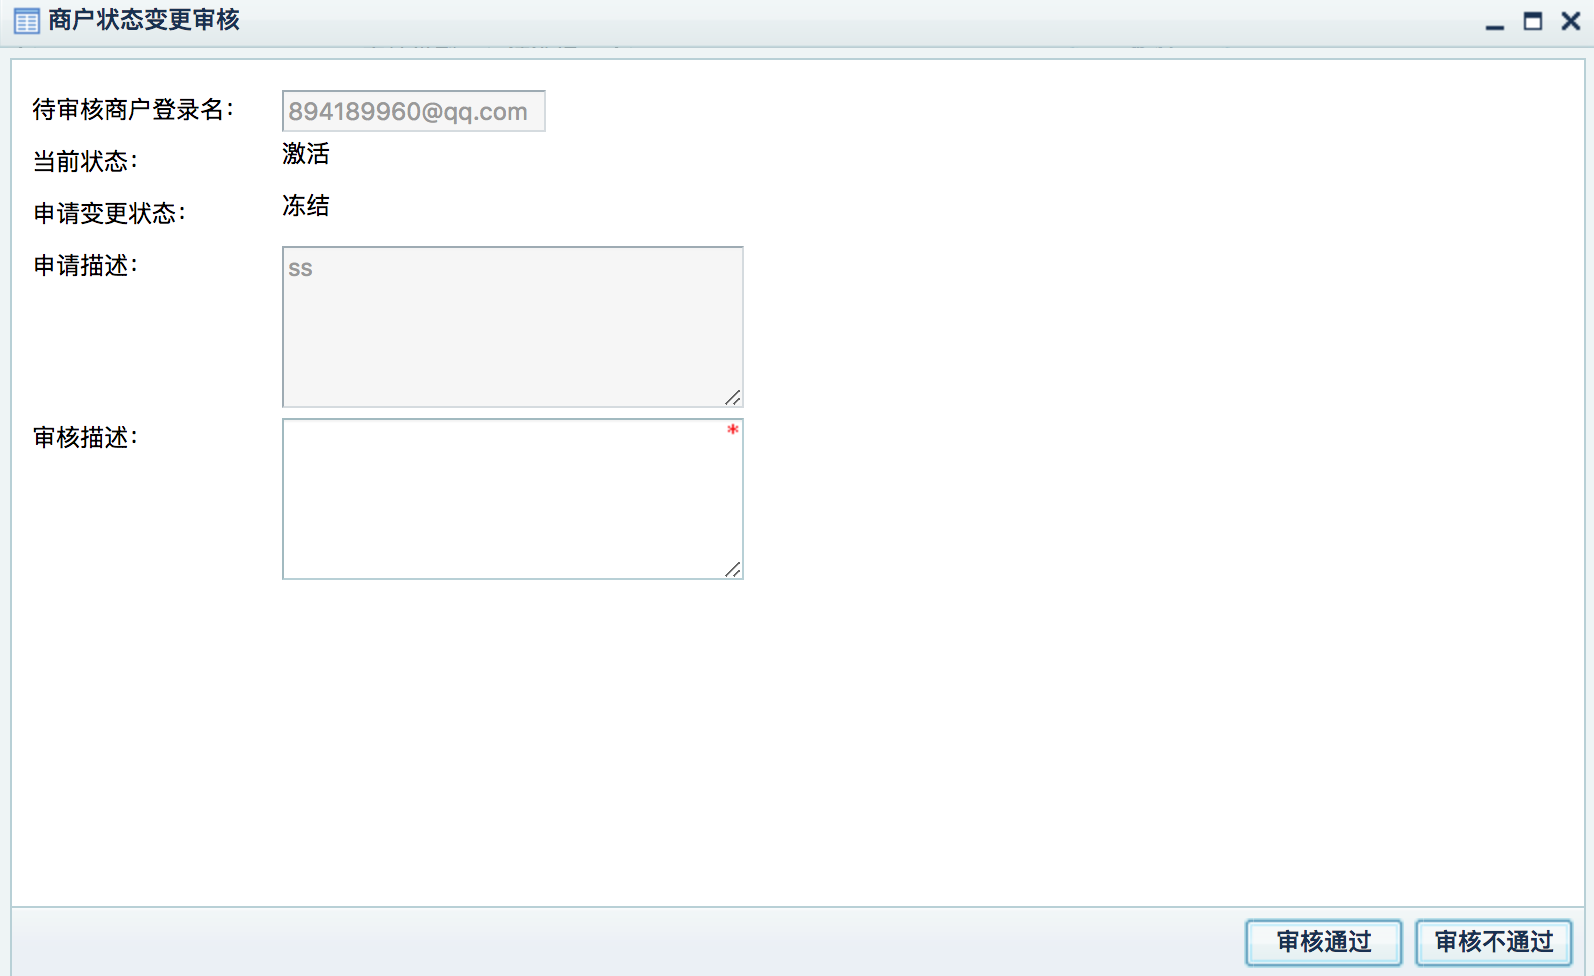 商户状态变更审核
待审核商户登录名： 894189960@qq.com
当前状态： 激活
申请变更状态： 冻结
申请描述： ss
审核描述： *
审核通过 审核不通过